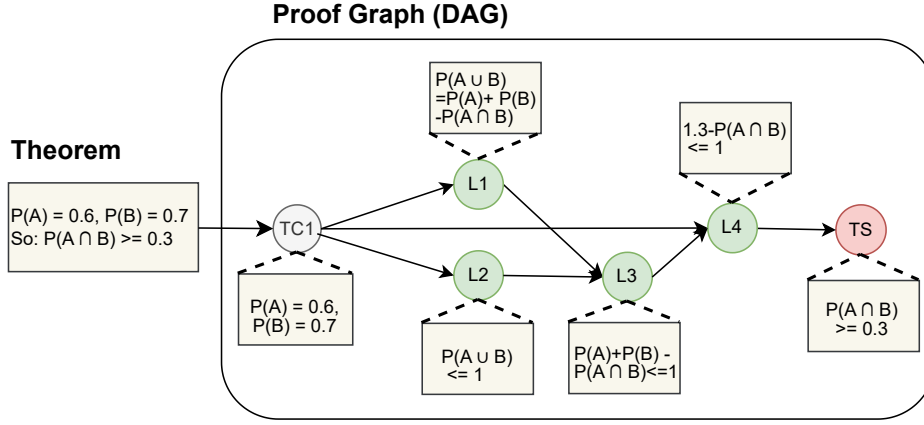 Proof Graph (DAG)
P(A ∪ B)
=P(A)+ P(B)
-P(A ∩ B)
1.3-P(A ∩ B)
<= 1
Theorem
P(A) = 0.6, P(B) = 0.7
So: P(A ∩ B) >= 0.3
TC1
L1
L4
TS
L2
L3
P(A) = 0.6,
P(B) = 0.7
P(A ∪ B)
<= 1
P(A)+P(B) -
P(A ∩ B)<=1
P(A ∩ B)
>= 0.3